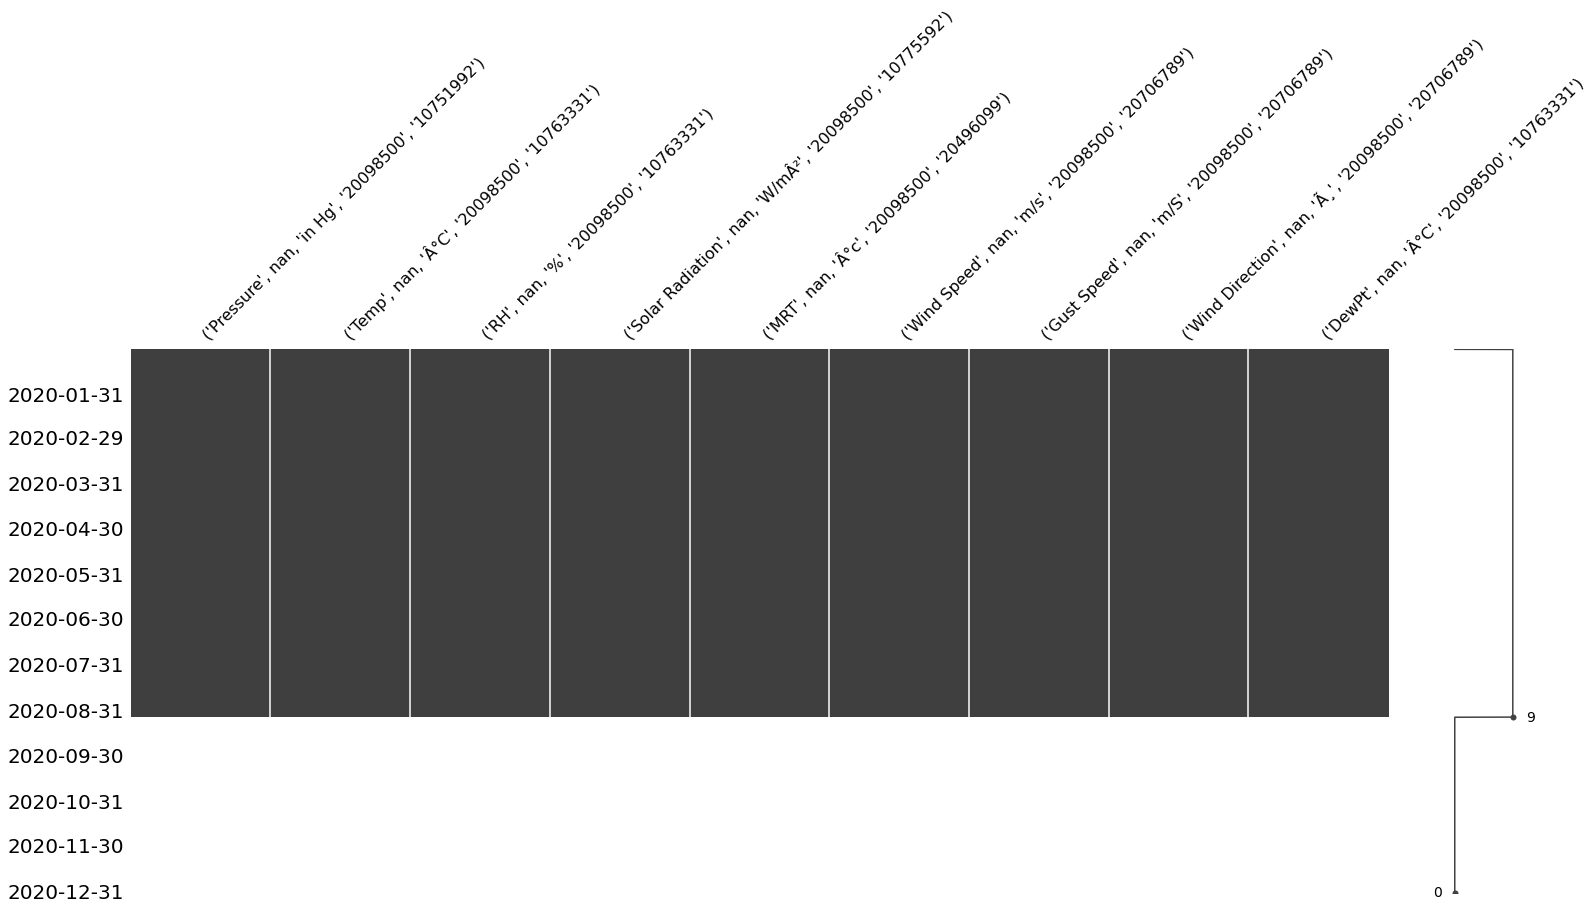 ('Pressure', nan, 'in Hg', '20098500', '10751992')
('Temp', nan, 'Â°C', '20098500', '10763331')
('RH', nan, '%', '20098500', '10763331')
('Solar Radiation', nan, 'W/mÂ²', '20098500', '10775592')
('MRT', nan, 'Â°c', '20098500', '20496099')
('Wind Speed', nan, 'm/s', '20098500', '20706789')
('Gust Speed', nan, 'm/S', '20098500', '20706789')
('Wind Direction', nan, 'Ã¸', '20098500', '20706789')
('DewPt', nan, 'Â°C', '20098500', '10763331')
2020-01-31
2020-02-29
2020-03-31
2020-04-30
2020-05-31
2020-06-30
2020-07-31
2020-08-31
9
2020-09-30
2020-10-31
2020-11-30
2020-12-31
0